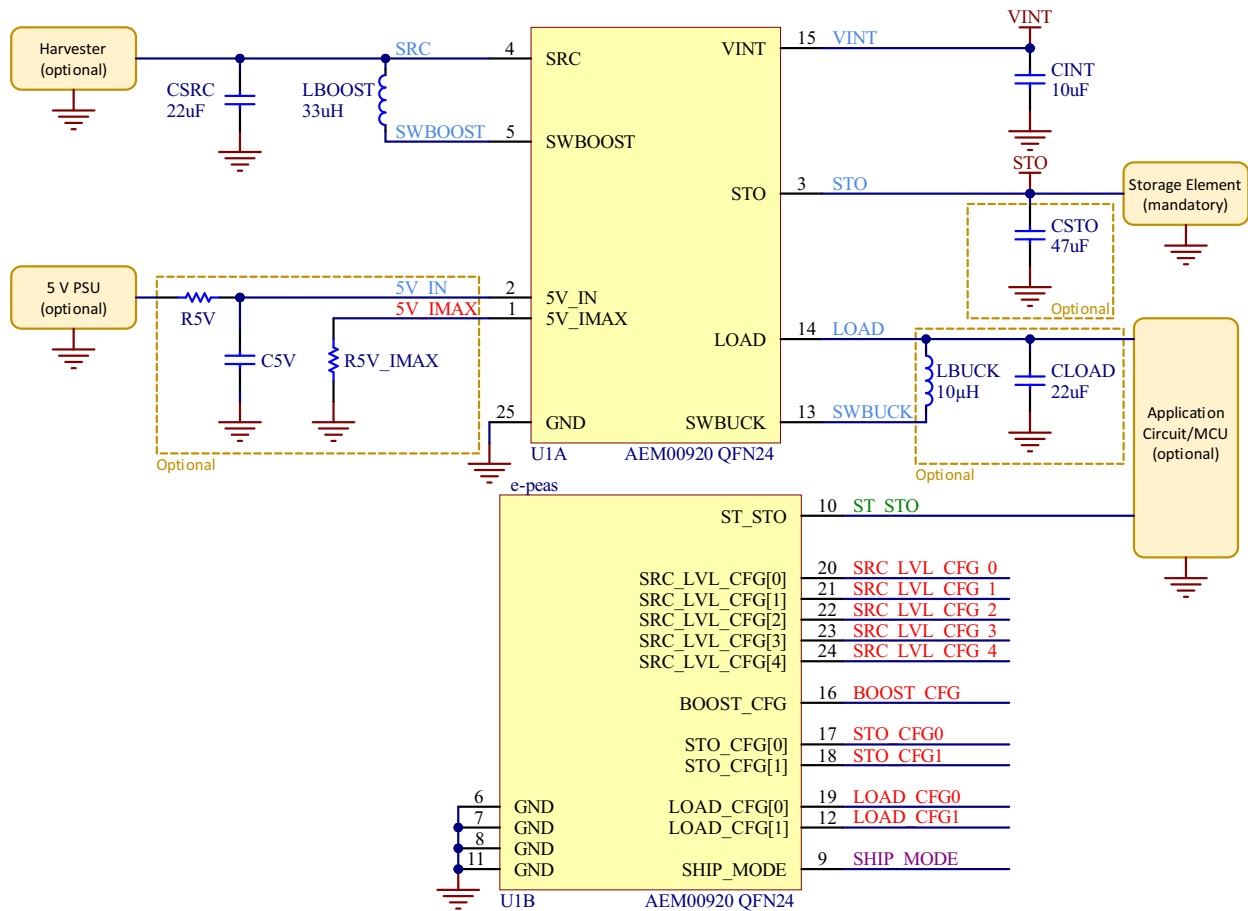 VINT
Harvester
(optional)
SRC
4
SRC
VINT
15
VINT
CSRC
22uF
LBOOST
33uH
CINT
10uF
SWBOOST
5
SWBOOST
STO
STO
3
STO
Storage Element
(mandatory)
CSTO
47uF
Optional
5 V PSU
(optional)
R5V
5V_IN
2
5V_IN
5V_IMAX
1
5V_IMAX
C5V
R5V_IMAX
LOAD
14
LOAD
LBUCK
10µH
CLOAD
22uF
25
GND
SWBUCK
13
SWBUCK
Application
Circuit/MCU
(optional)
Optional
U1A
AEM00920 QFN24
Optional
e-peas
ST_STO
10
ST_STO
SRC_LVL_CFG[0]
20
SRC_LVL_CFG_0
SRC_LVL_CFG[1]
21
SRC_LVL_CFG_1
SRC_LVL_CFG[2]
22
SRC_LVL_CFG_2
SRC_LVL_CFG[3]
23
SRC_LVL_CFG_3
SRC_LVL_CFG[4]
24
SRC_LVL_CFG_4
BOOST_CFG
16
BOOST_CFG
STO_CFG[0]
17
STO_CFG0
STO_CFG[1]
18
STO_CFG1
6
GND
LOAD_CFG[0]
19
LOAD_CFG0
7
GND
LOAD_CFG[1]
12
LOAD_CFG1
8
GND
11
GND
SHIP_MODE
9
SHIP_MODE
U1B
AEM00920 QFN24